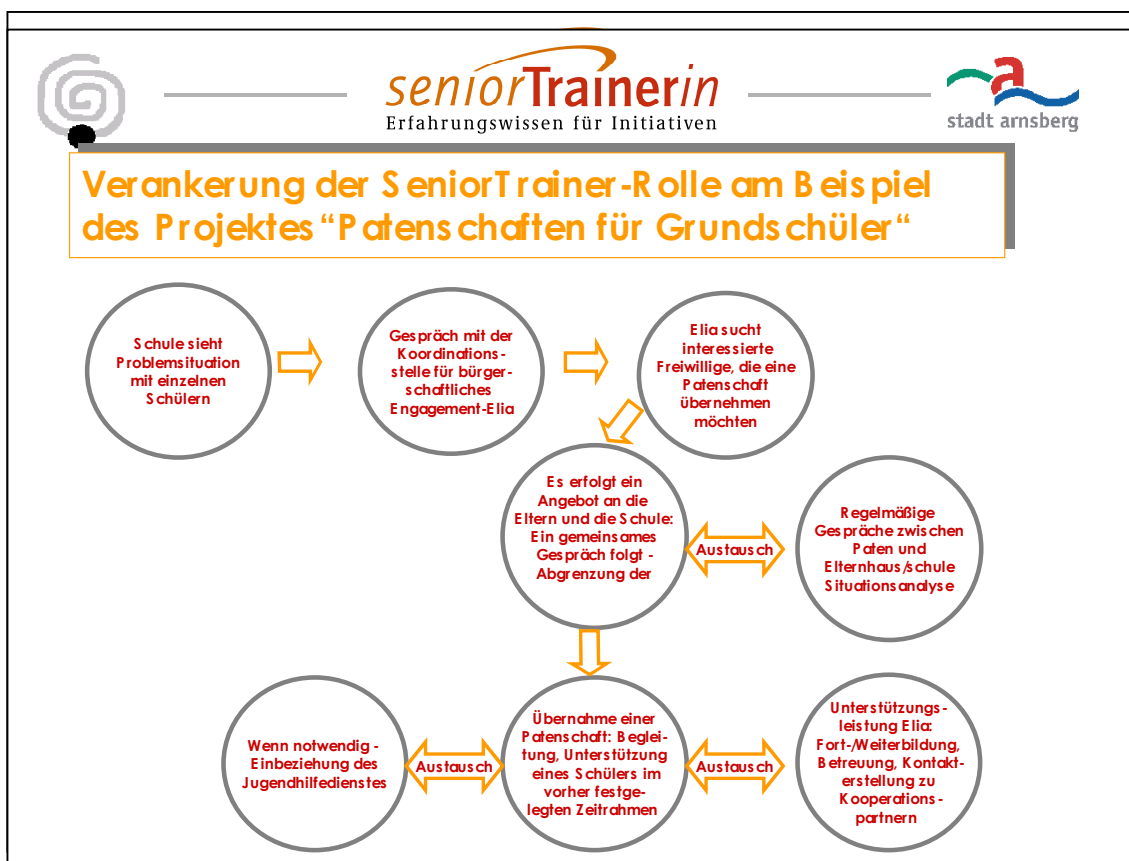 seniorTrainerin
Erfahrungswissen für Initiativen
stadt arnsberg
Verankerung der SeniorTrainer-Rolle am Beispiel
des Projektes “Patenschaften für Grundschüler“
Schule sieht
Problemsituation
mit einzelnen
Schülern
Gespräch mit der
Koordinations-
stelle für bürger-
schaftliches
Engagement-Elia
Elia sucht
interessierte
Freiwillige, die eine
Patenschaft
übernehmen
möchten
Es erfolgt ein
Angebot an die
Eltern und die Schule:
Ein gemeinsames
Gespräch folgt -
Abgrenzung der
Austausch
Regelmäßige
Gespräche zwischen
Paten und
Elternhaus/schule
Situationsanalyse
Wenn notwendig -
Einbeziehung des
Jugendhilfedienstes
Austausch
Übernahme einer
Patenschaft: Beglei-
tung, Unterstützung
eines Schülers im
vorher festge-
legten Zeitrahmen
Austausch
Unterstützungs-
leistung Elia:
Fort-/Weiterbildung,
Betreuung, Kontakt-
erstellung zu
Kooperations-
partnern